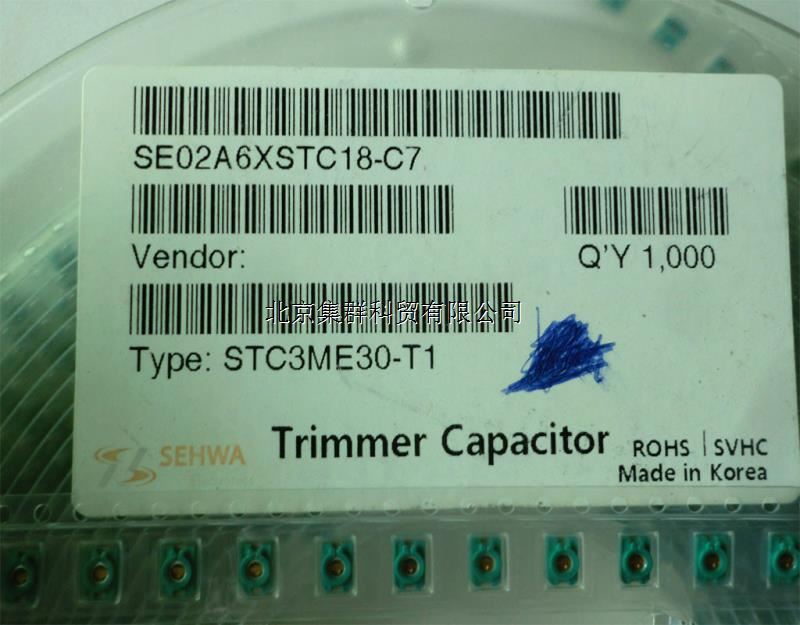 SE02A6XSTC18-C7
Vendor:
Q'Y 1,000
北京集群科贸有限公司
Type: STC3ME30-T1
SEHWA
Electronics
Trimmer Capacitor
ROHS | SVHC
Made in Korea